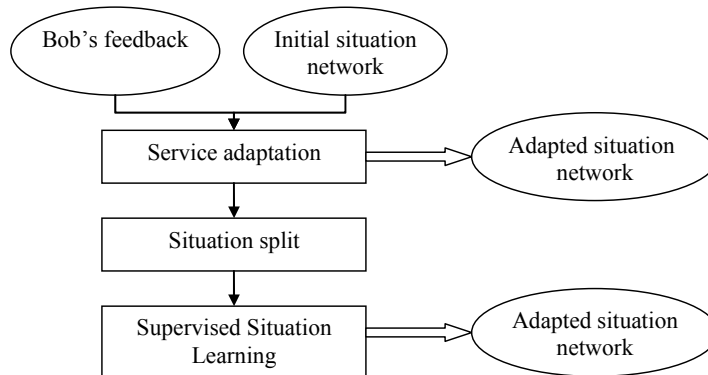 Bob’s feedback
Initial situation
network
Service adaptation
Adapted situation
network
Situation split
Supervised Situation
Learning
Adapted situation
network